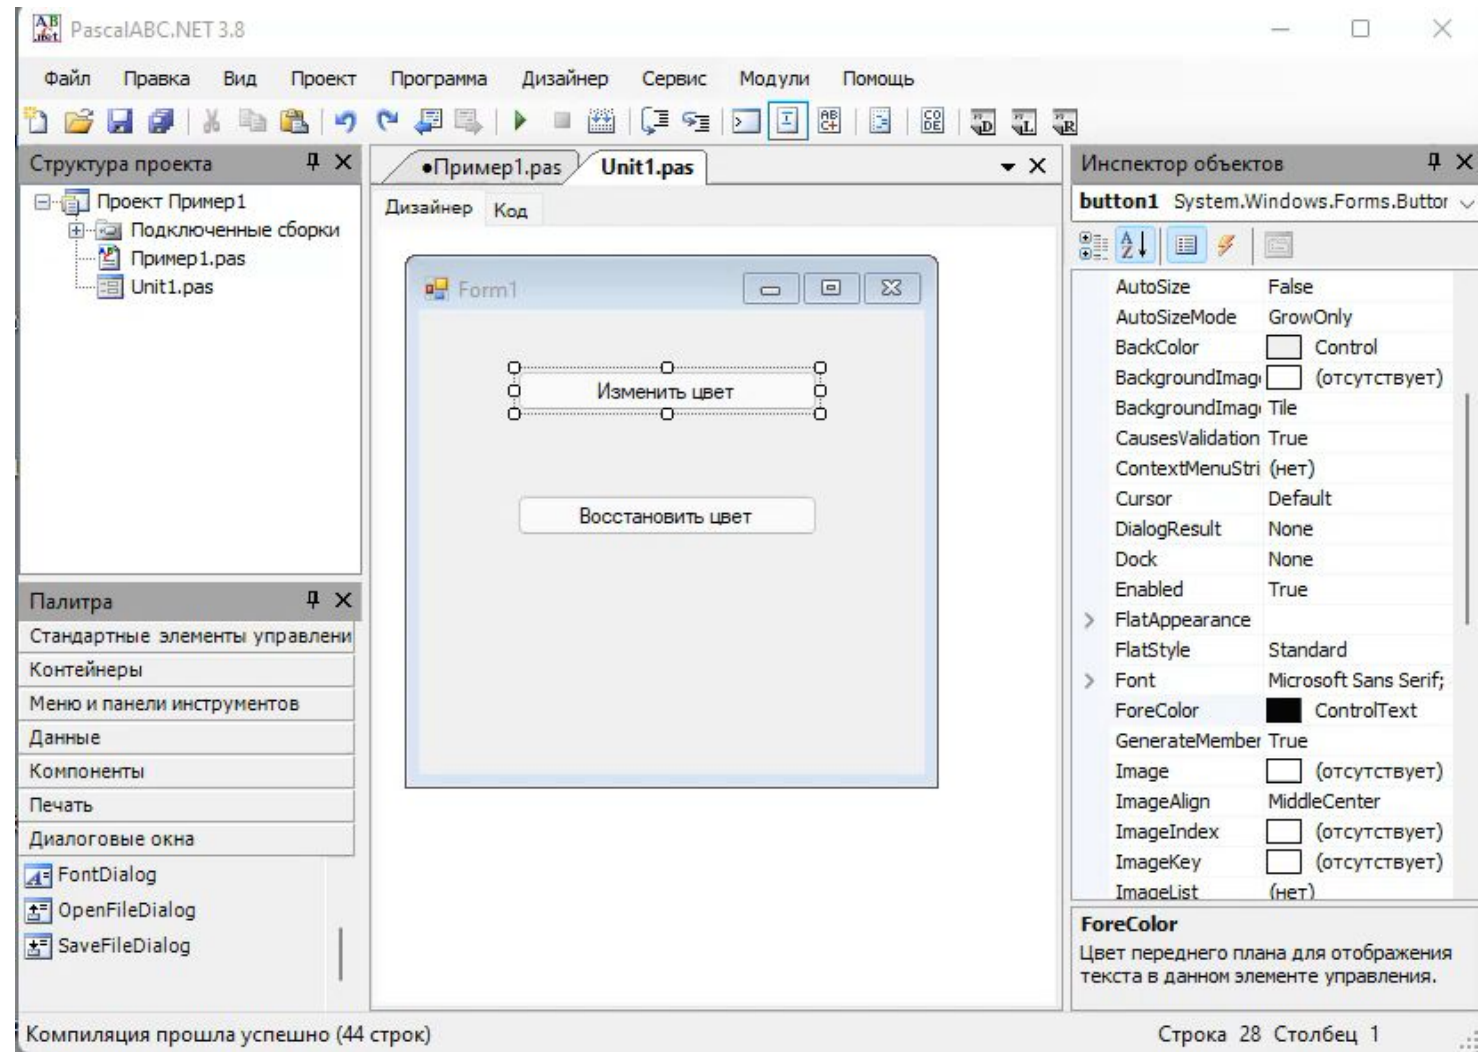 PascalABC.NET 3.8
Файл Правка Вид Проект Программа Дизайнер Сервис Модули Помощь
Структура проекта
Проект Пример1
Подключенные сборки
Пример1.pas
Unit1.pas
Палитра
Стандартные элементы управлени
Контейнеры
Меню и панели инструментов
Данные
Компоненты
Печать
Диалоговые окна
FontDialog
OpenFileDialog
SaveFileDialog
•Пример1.pas Unit1.pas
Дизайнер Код
Form1
Изменить цвет
Восстановить цвет
Инспектор объектов
button1 System.Windows.Forms.Buttor
AutoSize False
AutoSizeMode GrowOnly
BackColor Control
BackgroundImag (отсутствует)
BackgroundImag Tile
CausesValidation True
ContextMenuStri (нет)
Cursor Default
DialogResult None
Dock None
Enabled True
FlatAppearance
FlatStyle Standard
Font Microsoft Sans Serif;
ForeColor ControlText
GenerateMember True
Image (отсутствует)
ImageAlign MiddleCenter
ImageIndex (отсутствует)
ImageKey (отсутствует)
ImageList (нет)
ForeColor
Цвет переднего плана для отображения
текста в данном элементе управления.
Компиляция прошла успешно (44 строк)
Строка 28 Столбец 1